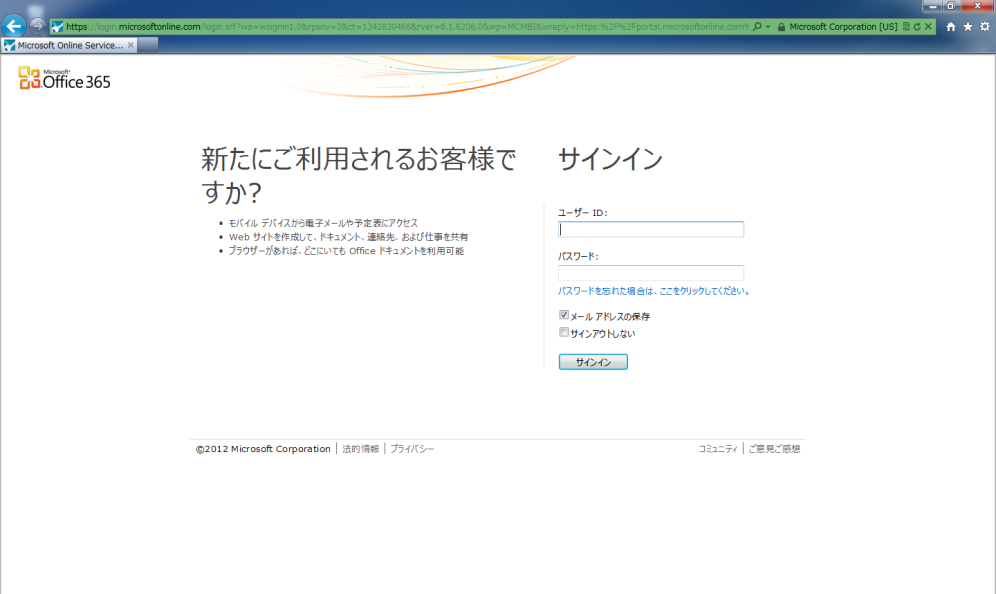 https://login.microsoftonline.com/login.srf?wa=wsignin1.0&rpsnv=2&ct=1342839466&rver=6.1.6206.0&wp=MCMBI&wreply=https:%2F%2Fportal.microsoftonline.com%
Microsoft Corporation [US]
Microsoft Online Service...
Microsoft®
Office 365
新たにご利用されるお客様で
すか?
モバイル デバイスから電子メールや予定表にアクセス
Web サイトを作成して、ドキュメント、連絡先、および仕事を共有
ブラウザーがあれば、どこにいても Office ドキュメントを利用可能
サインイン
ユーザー ID:
パスワード:
パスワードを忘れた場合は、ここをクリックしてください。
メール アドレスの保存
サインアウトしない
サインイン
©2012 Microsoft Corporation
法的情報
プライバシー
コミュニティ
ご意見ご感想